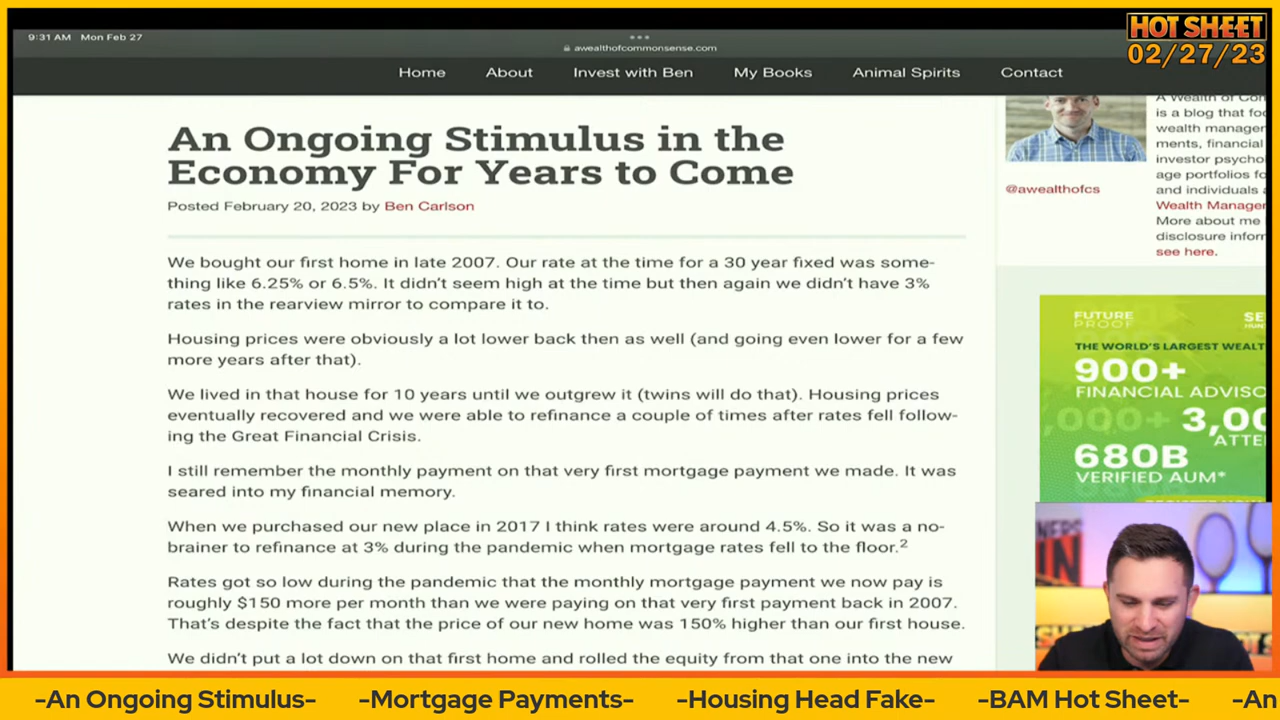 9:31 AM Mon Feb 27
awealthofcommonsense.com
HOT SHEET
02/27/23
Home About Invest with Ben My Books Animal Spirits Contact
An Ongoing Stimulus in the
Economy For Years to Come
Posted February 20, 2023 by Ben Carlson
We bought our first home in late 2007. Our rate at the time for a 30 year fixed was some-
thing like 6.25% or 6.5%. It didn't seem high at the time but then again we didn't have 3%
rates in the rearview mirror to compare it to.
Housing prices were obviously a lot lower back then as well (and going even lower for a few
more years after that).
We lived in that house for 10 years until we outgrew it (twins will do that). Housing prices
eventually recovered and we were able to refinance a couple of times after rates fell follow-
ing the Great Financial Crisis.
I still remember the monthly payment on that very first mortgage payment we made. It was
seared into my financial memory.
When we purchased our new place in 2017 I think rates were around 4.5%. So it was a no-
brainer to refinance at 3% during the pandemic when mortgage rates fell to the floor.2
Rates got so low during the pandemic that the monthly mortgage payment we now pay is
roughly $150 more per month than we were paying on that very first payment back in 2007.
That's despite the fact that the price of our new home was 150% higher than our first house.
We didn't put a lot down on that first home and rolled the equity from that one into the new
A Wealth of Con
is a blog that foc
wealth managem
ments, financial
investor psycho
age portfolios fo
and individuals a
Wealth Manager
More about me
disclosure inform
see here.
@awealthofcs
FUTURE
PROOF
SE
THE WORLD'S LARGEST WEALT
900+
FINANCIAL ADVISO
,000+ 3,00
ATTE
680B
VERIFIED AUM*
-An Ongoing Stimulus- -Mortgage Payments- -Housing Head Fake- -BAM Hot Sheet- -An